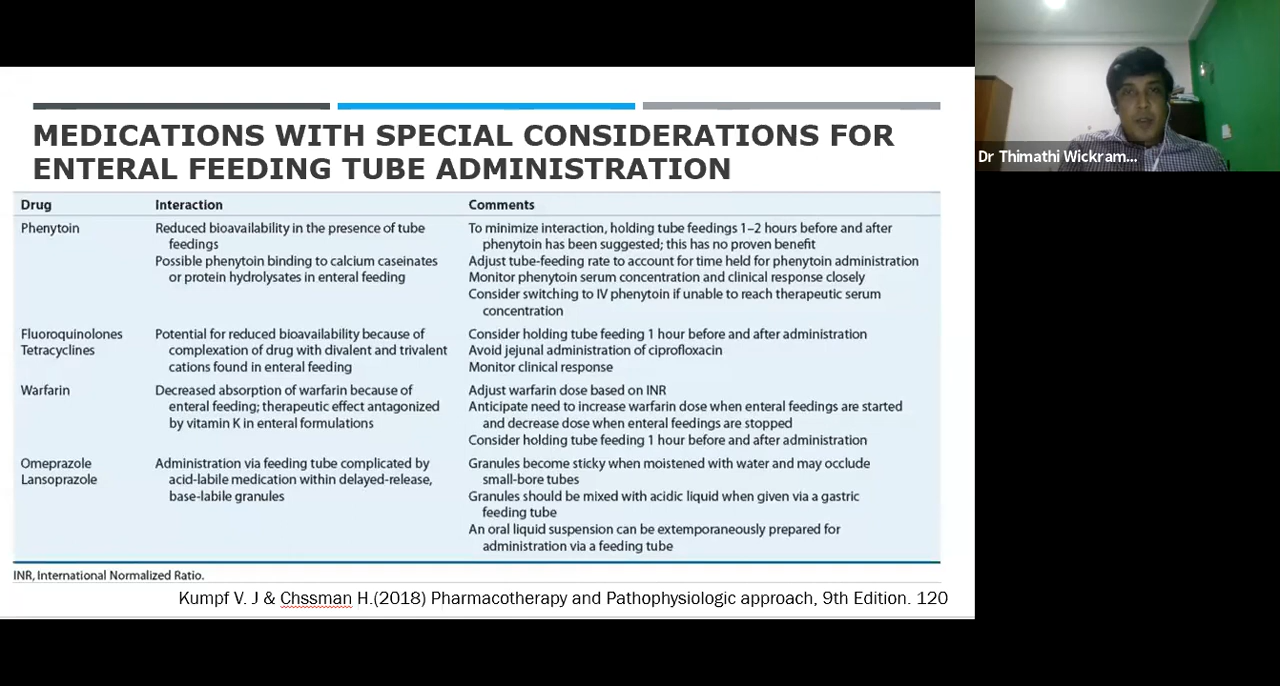 MEDICATIONS WITH SPECIAL CONSIDERATIONS FOR
ENTERAL FEEDING TUBE ADMINISTRATION
Drug Interaction Comments
Phenytoin
Reduced bioavailability in the presence of tube
feedings
Possible phenytoin binding to calcium caseinates
or protein hydrolysates in enteral feeding
To minimize interaction, holding tube feedings 1–2 hours before and after
phenytoin has been suggested; this has no proven benefit
Adjust tube-feeding rate to account for time held for phenytoin administration
Monitor phenytoin serum concentration and clinical response closely
Consider switching to IV phenytoin if unable to reach therapeutic serum
concentration
Fluoroquinolones
Tetracyclines
Potential for reduced bioavailability because of
complexation of drug with divalent and trivalent
cations found in enteral feeding
Consider holding tube feeding 1 hour before and after administration
Avoid jejunal administration of ciprofloxacin
Monitor clinical response
Warfarin
Decreased absorption of warfarin because of
enteral feeding; therapeutic effect antagonized
by vitamin K in enteral formulations
Adjust warfarin dose based on INR
Anticipate need to increase warfarin dose when enteral feedings are started
and decrease dose when enteral feedings are stopped
Consider holding tube feeding 1 hour before and after administration
Omeprazole
Lansoprazole
Administration via feeding tube complicated by
acid-labile medication within delayed-release,
base-labile granules
Granules become sticky when moistened with water and may occlude
small-bore tubes
Granules should be mixed with acidic liquid when given via a gastric
feeding tube
An oral liquid suspension can be extemporaneously prepared for
administration via a feeding tube
INR, International Normalized Ratio.
Kumpf V. J & Chssman H.(2018) Pharmacotherapy and Pathophysiologic approach, 9th Edition. 120
Dr Thimathi Wickram...